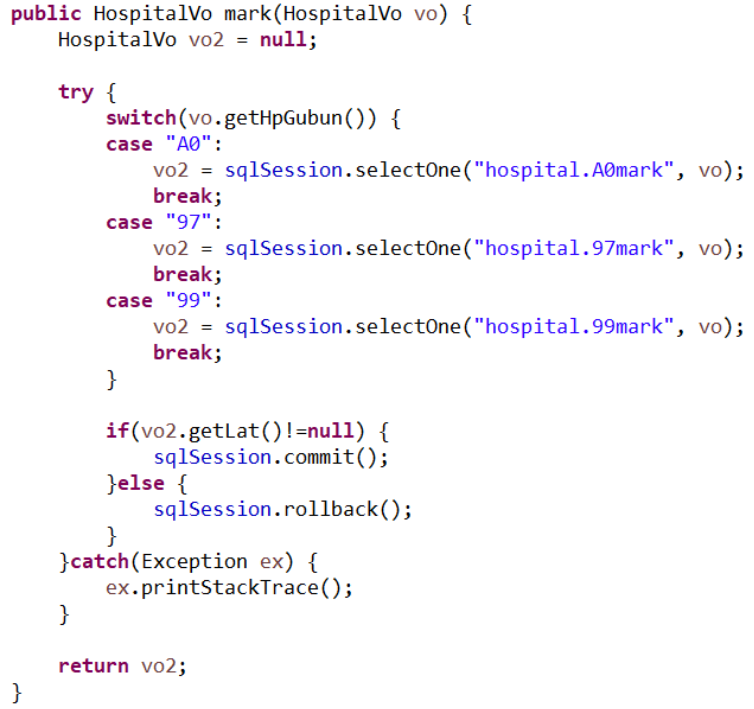 public HospitalVo mark(HospitalVo vo) {
    HospitalVo vo2 = null;

    try {
        switch(vo.getHpGubun()) {
        case "A0":
            vo2 = sqlSession.selectOne("hospital.A0mark", vo);
            break;
        case "97":
            vo2 = sqlSession.selectOne("hospital.97mark", vo);
            break;
        case "99":
            vo2 = sqlSession.selectOne("hospital.99mark", vo);
            break;
        }

        if(vo2.getLat()!=null) {
            sqlSession.commit();
        }else {
            sqlSession.rollback();
        }
    }catch(Exception ex) {
        ex.printStackTrace();
    }

    return vo2;
}